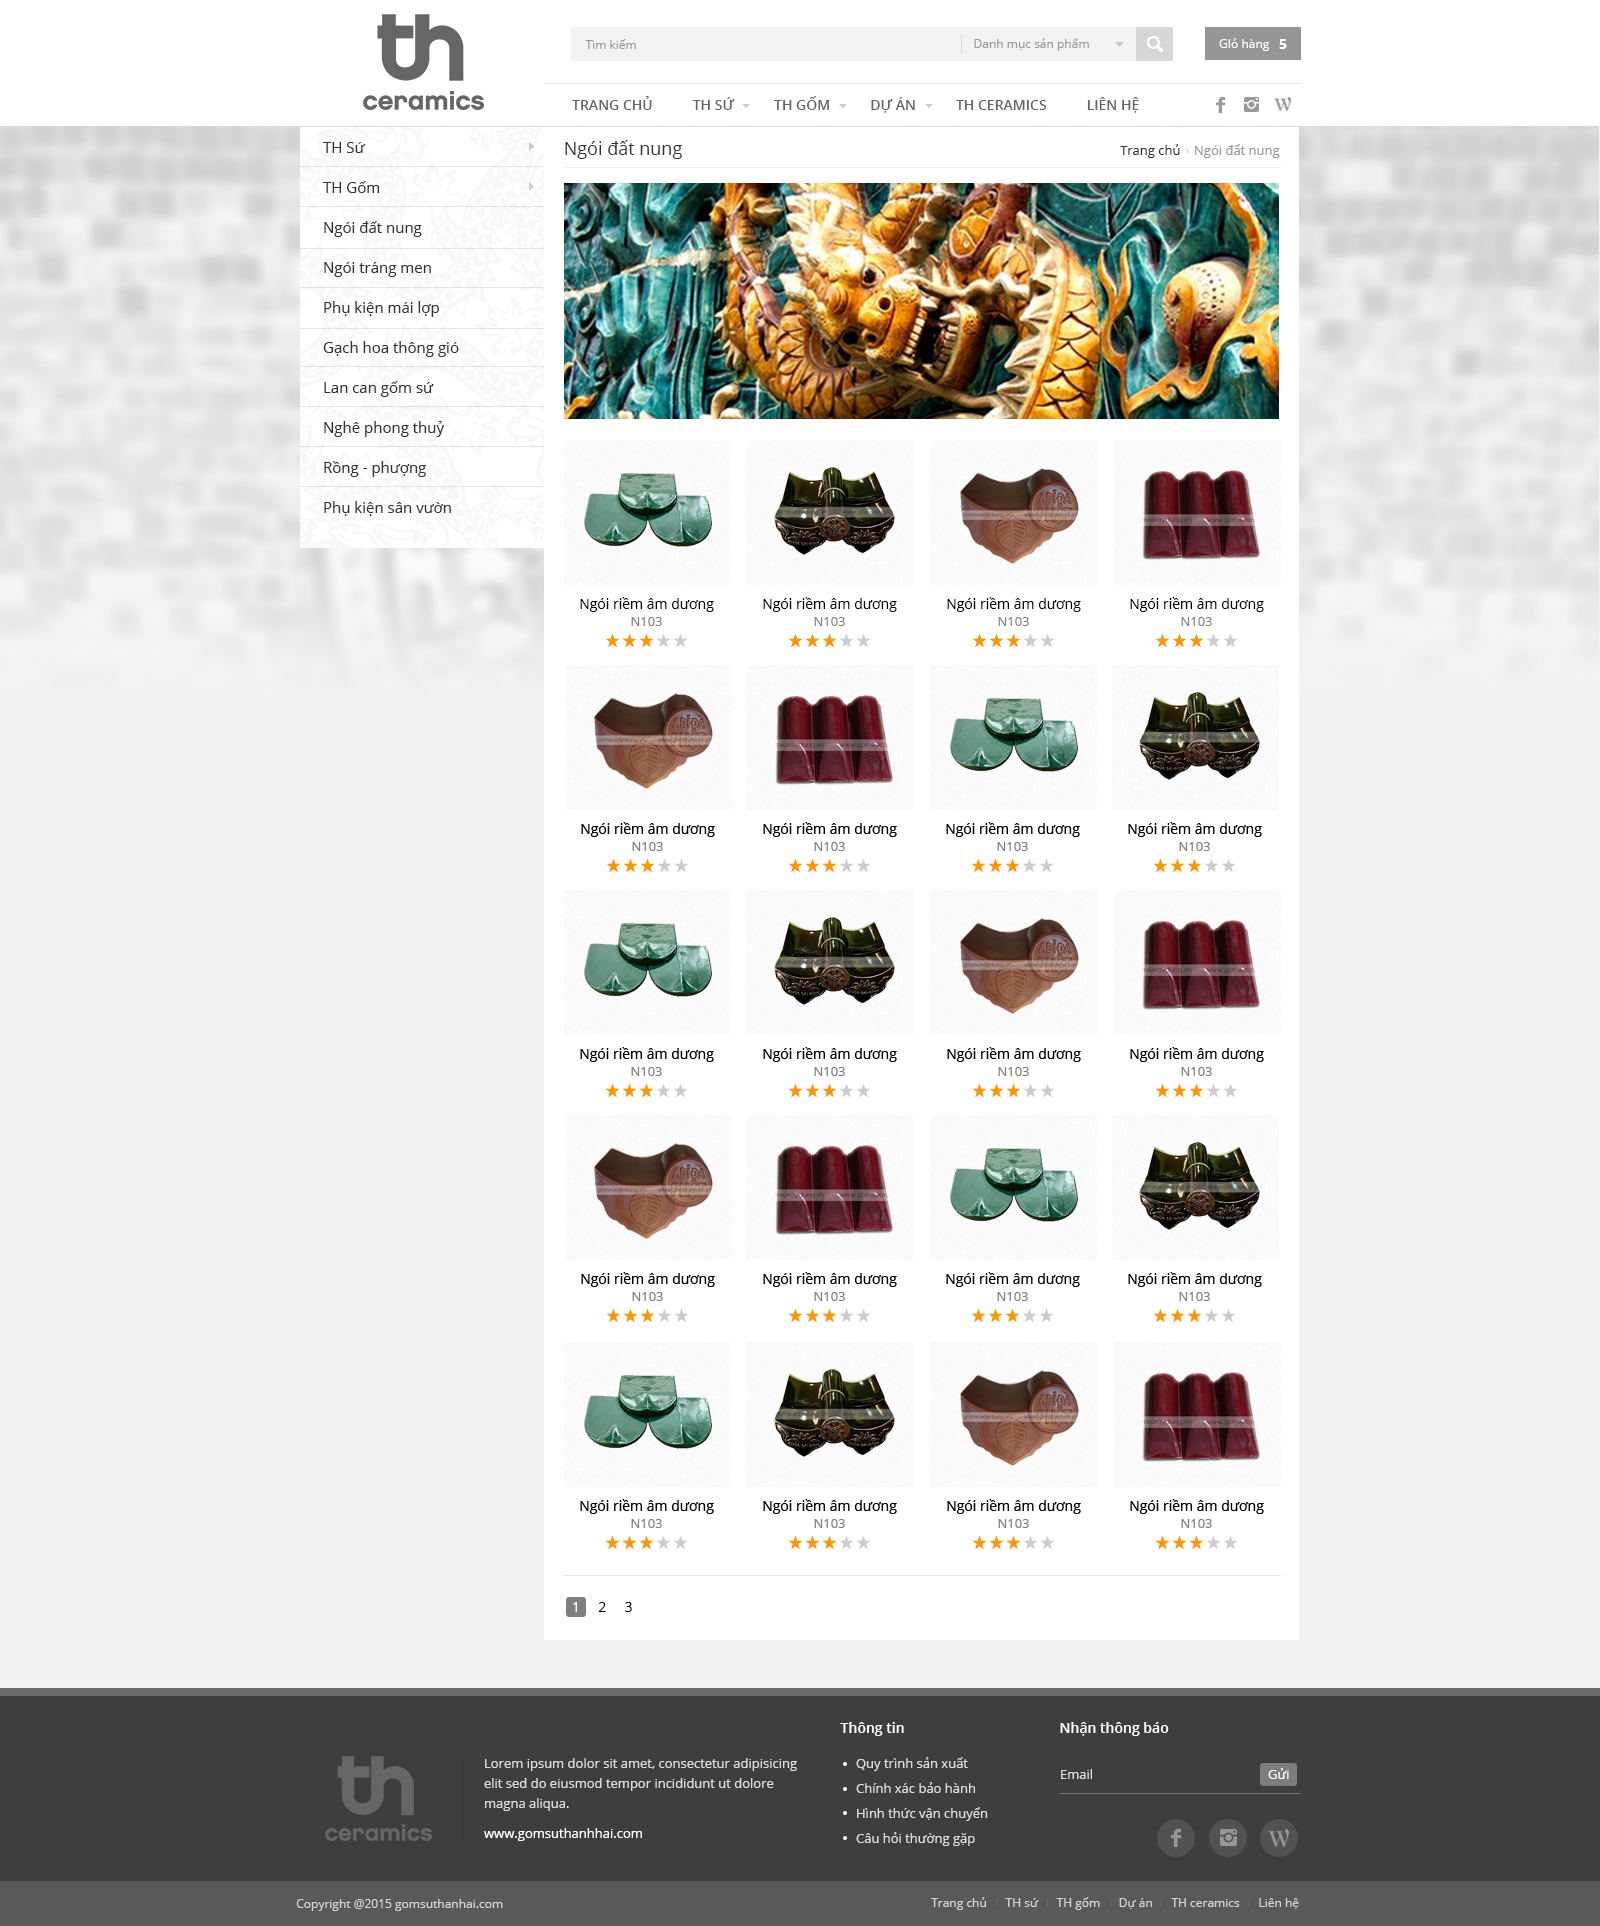 th
ceramics
Tìm kiếm
Danh mục sản phẩm
Giỏ hàng 5
TRANG CHỦ TH SỨ TH GỐM DỰ ÁN TH CERAMICS LIÊN HỆ
TH Sứ
TH Gốm
Ngói đất nung
Ngói tráng men
Phụ kiện mái lợp
Gạch hoa thông gió
Lan can gốm sứ
Nghê phong thuỷ
Rồng - phượng
Phụ kiện sân vườn
Ngói đất nung
Trang chủ › Ngói đất nung
Ngói riềm âm dương Ngói riềm âm dương Ngói riềm âm dương Ngói riềm âm dương
N103 N103 N103 N103
Ngói riềm âm dương Ngói riềm âm dương Ngói riềm âm dương Ngói riềm âm dương
N103 N103 N103 N103
Ngói riềm âm dương Ngói riềm âm dương Ngói riềm âm dương Ngói riềm âm dương
N103 N103 N103 N103
Ngói riềm âm dương Ngói riềm âm dương Ngói riềm âm dương Ngói riềm âm dương
N103 N103 N103 N103
Ngói riềm âm dương Ngói riềm âm dương Ngói riềm âm dương Ngói riềm âm dương
N103 N103 N103 N103
1 2 3
th
ceramics
Lorem ipsum dolor sit amet, consectetur adipisicing
elit sed do eiusmod tempor incididunt ut dolore
magna aliqua.
www.gomsuthanhhai.com
Thông tin
• Quy trình sản xuất
• Chính xác bảo hành
• Hình thức vận chuyển
• Câu hỏi thường gặp
Nhận thông báo
Email
Gửi
Copyright @2015 gomsuthanhai.com
Trang chủ | TH sứ | TH gốm | Dự án | TH ceramics | Liên hệ